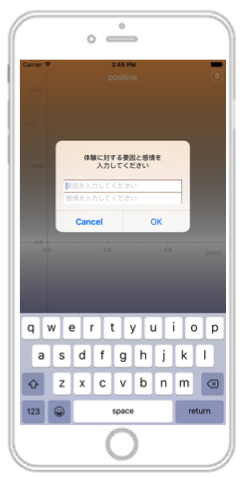 Carrier 3:45 PM
positive
体験に対する要因と感情を
入力してください
要因を入力してください
感情を入力してください
Cancel OK
0.0
q w e r t y u i o p
a s d f g h j k l
z x c v b n m
123 space return